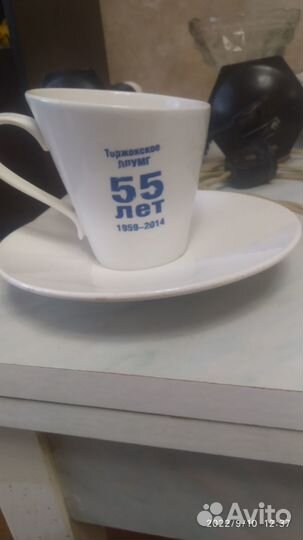 Торжокское
ЛПУМГ
55
лет
1959-2014
2022/9/10 12:37
Avito